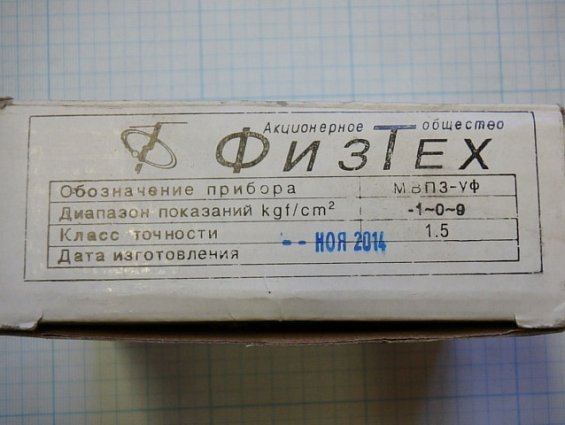 Акционерное общество
ФИЗТЕХ
Обозначение прибора МВП3-Уф
Диапазон показаний kgf/cm² -1~0~9
Класс точности 1.5
Дата изготовления -- НОЯ 2014